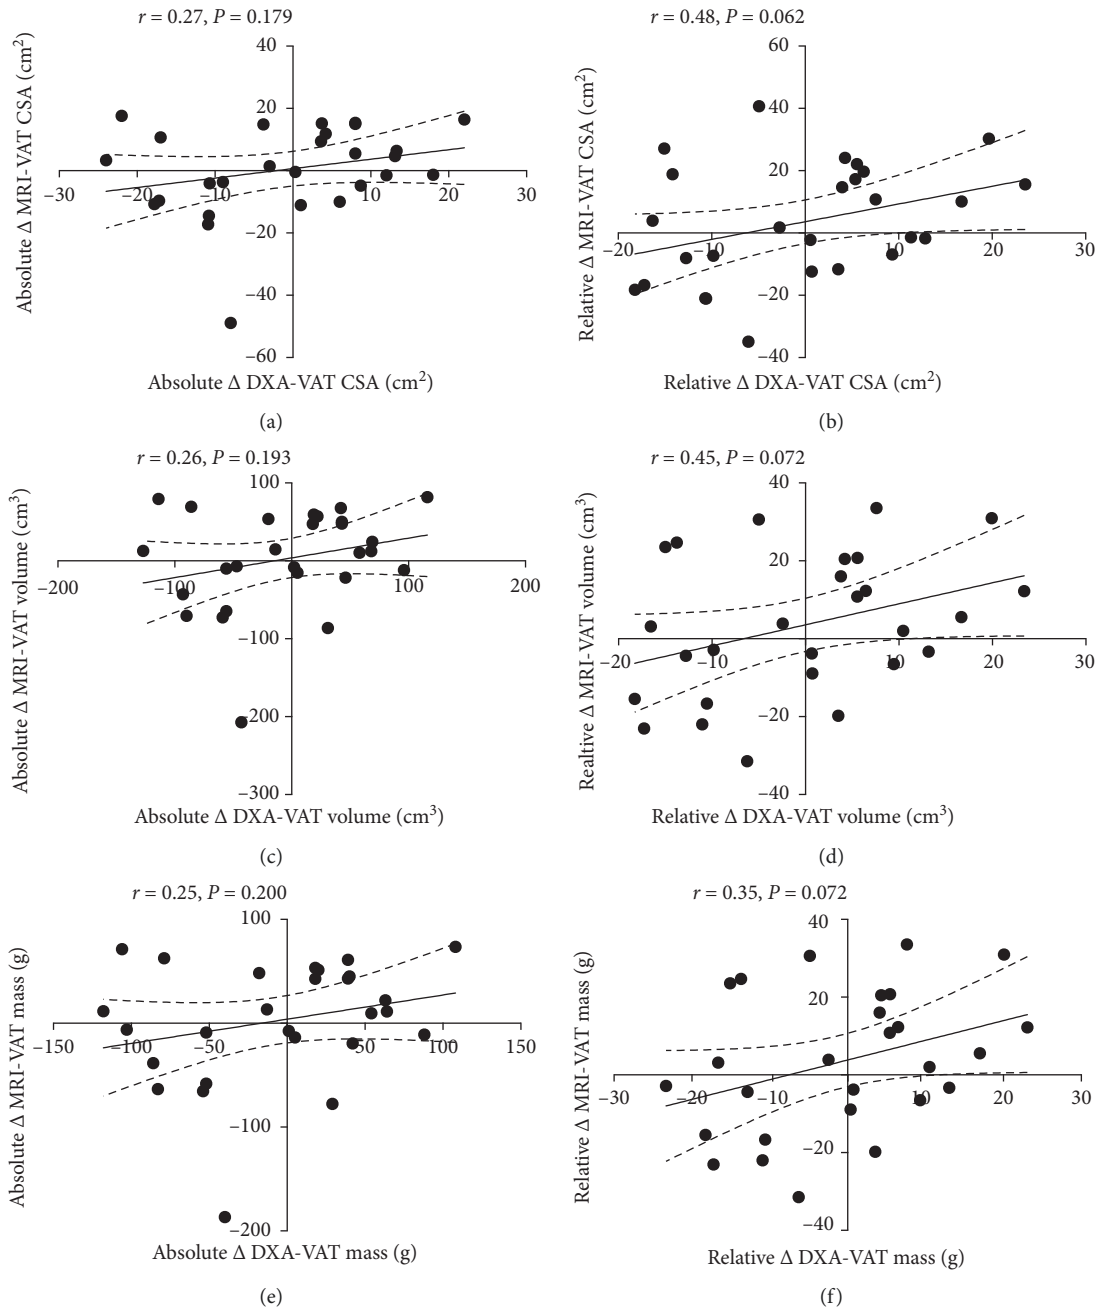 r = 0.27, P = 0.179
40
20
–30
–20
–10
0
10
20
30
–20
–40
–60
Absolute Δ MRI-VAT CSA (cm2)
Absolute Δ DXA-VAT CSA (cm2)
(a)
r = 0.48, P = 0.062
60
40
20
–20
–10
0
10
20
30
–20
–40
Relative Δ MRI-VAT CSA (cm2)
Relative Δ DXA-VAT CSA (cm2)
(b)
r = 0.26, P = 0.193
100
–200
–100
0
100
200
–100
–200
–300
Absolute Δ MRI-VAT volume (cm3)
Absolute Δ DXA-VAT volume (cm3)
(c)
r = 0.45, P = 0.072
40
20
–20
–10
0
10
20
30
–20
–40
Realtive Δ MRI-VAT volume (cm3)
Relative Δ DXA-VAT volume (cm3)
(d)
r = 0.25, P = 0.200
100
–150
–100
–50
0
50
100
150
–100
–200
Absolute Δ MRI-VAT mass (g)
Absolute Δ DXA-VAT mass (g)
(e)
r = 0.35, P = 0.072
40
20
–30
–20
–10
0
10
20
30
–20
–40
Relative Δ MRI-VAT mass (g)
Relative Δ DXA-VAT mass (g)
(f)